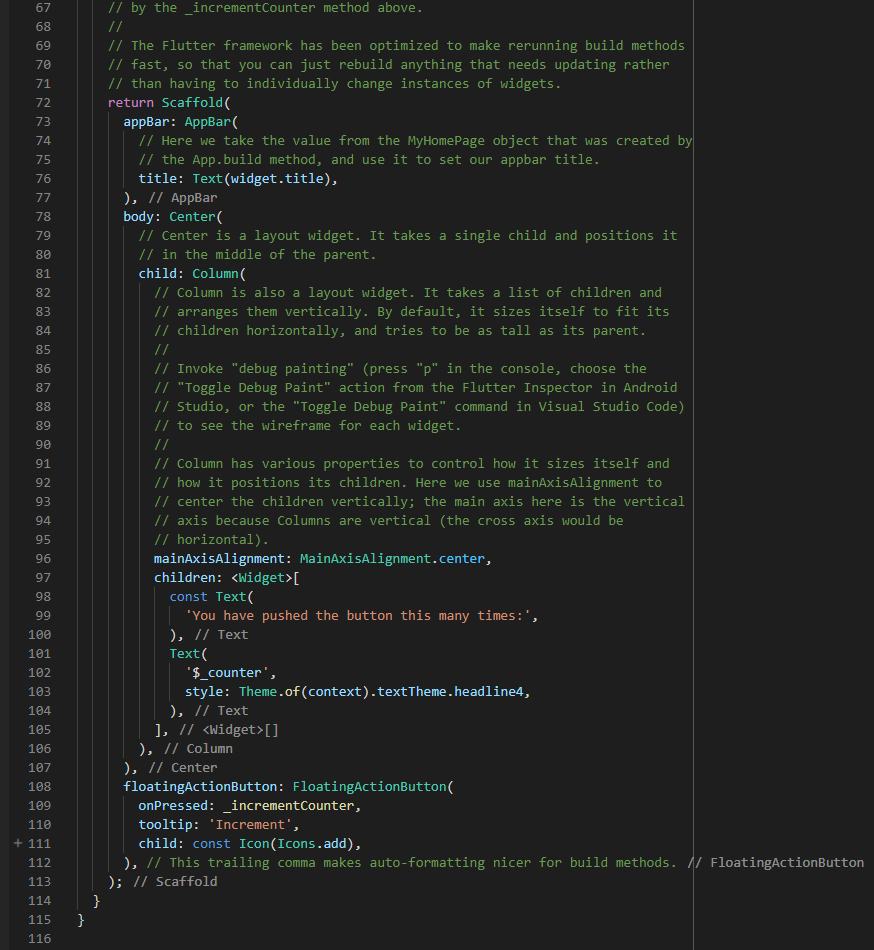 67 // by the _incrementCounter method above.
68 //
69 // The Flutter framework has been optimized to make rerunning build methods
70 // fast, so that you can just rebuild anything that needs updating rather
71 // than having to individually change instances of widgets.
72 return Scaffold(
73 appBar: AppBar(
74 // Here we take the value from the MyHomePage object that was created by
75 // the App.build method, and use it to set our appbar title.
76 title: Text(widget.title),
77 ), // AppBar
78 body: Center(
79 // Center is a layout widget. It takes a single child and positions it
80 // in the middle of the parent.
81 child: Column(
82 // Column is also a layout widget. It takes a list of children and
83 // arranges them vertically. By default, it sizes itself to fit its
84 // children horizontally, and tries to be as tall as its parent.
85 //
86 // Invoke "debug painting" (press "p" in the console, choose the
87 // "Toggle Debug Paint" action from the Flutter Inspector in Android
88 // Studio, or the "Toggle Debug Paint" command in Visual Studio Code)
89 // to see the wireframe for each widget.
90 //
91 // Column has various properties to control how it sizes itself and
92 // how it positions its children. Here we use mainAxisAlignment to
93 // center the children vertically; the main axis here is the vertical
94 // axis because Columns are vertical (the cross axis would be
95 // horizontal).
96 mainAxisAlignment: MainAxisAlignment.center,
97 children: <Widget>[
98 const Text(
99 'You have pushed the button this many times:',
100 ), // Text
101 Text(
102 '$_counter',
103 style: Theme.of(context).textTheme.headline4,
104 ), // Text
105 ], // <Widget>[]
106 ), // Column
107 ), // Center
108 floatingActionButton: FloatingActionButton(
109 onPressed: _incrementCounter,
110 tooltip: 'Increment',
+ 111 child: const Icon(Icons.add),
112 ), // This trailing comma makes auto-formatting nicer for build methods. // FloatingActionButton
113 ); // Scaffold
114 }
115 }
116